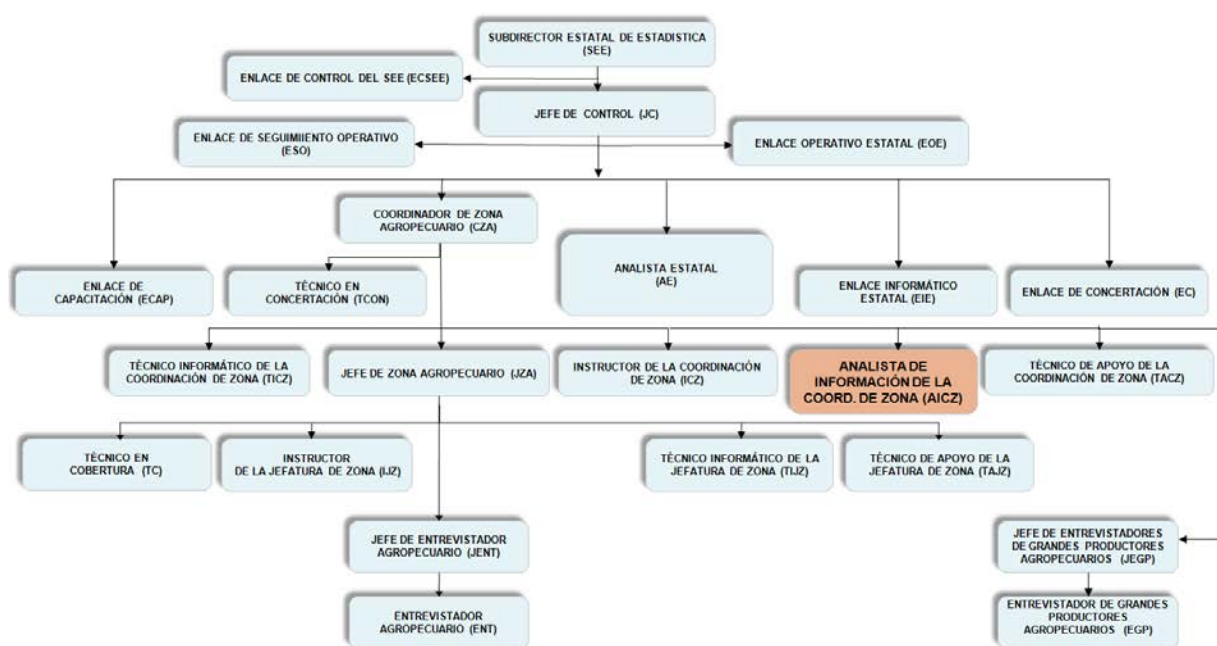 SUBDIRECTOR ESTATAL DE ESTADISTICA
(SEE)
ENLACE DE CONTROL DEL SEE (ECSEE)
JEFE DE CONTROL (JC)
ENLACE DE SEGUIMIIENTO OPERATIVO
(ESO)
ENLACE OPERATIVO ESTATAL (EOE)
COORDINADOR DE ZONA
AGROPECUARIO (CZA)
ENLACE DE
CAPACITACIÓN (ECAP)
TÉCNICO EN
CONCERTACIÓN (TCON)
ANALISTA ESTATAL
(AE)
ENLACE INFORMÁTICO
ESTATAL (EIE)
ENLACE DE CONCERTACIÓN (EC)
TÉCNICO INFORMÁTICO DE LA
COORDINACIÓN DE ZONA (TICZ)
JEFE DE ZONA AGROPECUARIO (JZA)
INSTRUCTOR DE LA COORDINACIÓN
DE ZONA (ICZ)
ANALISTA DE
INFORMACIÓN DE LA
COORD. DE ZONA (AICZ)
TÉCNICO DE APOYO DE LA
COORDINACIÓN DE ZONA (TACZ)
TÉCNICO EN
COBERTURA (TC)
INSTRUCTOR
DE LA JEFATURA DE ZONA (IJZ)
TÉCNICO INFORMÁTICO DE LA
JEFATURA DE ZONA (TIJZ)
TÉCNICO DE APOYO DE LA
JEFATURA DE ZONA (TAJZ)
JEFE DE ENTREVISTADOR
AGROPECUARIO (JENT)
JEFE DE ENTREVISTADORES
DE GRANDES PRODUCTORES
AGROPECUARIOS (JEGP)
ENTREVISTADOR
AGROPECUARIO (ENT)
ENTREVISTADOR DE GRANDES
PRODUCTORES
AGROPECUARIOS (EGP)